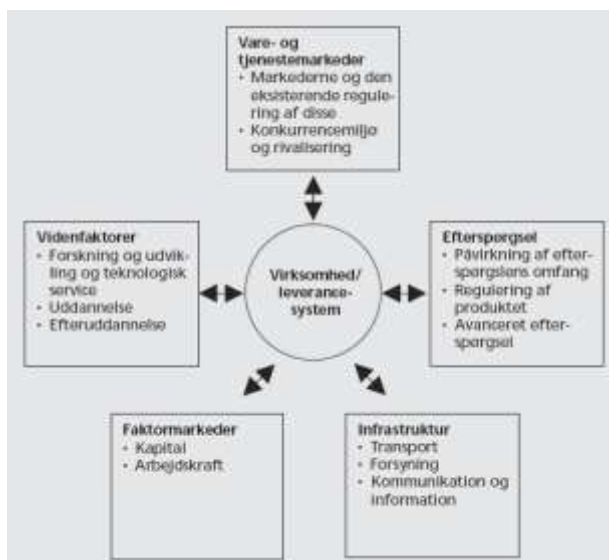 Vare- og
tjenestemarkeder
• Markederne og den
eksisterende regule-
ring af disse
• Konkurrencemiljø
og rivalisering
Videnfaktorer
• Forskning og udvik-
ling og teknologisk
service
• Uddannelse
• Efteruddannelse
Virksomhed/
leverance-
system
Efterspørgsel
• Påvirkning af efter-
spørgslens omfang
• Regulering af
produktet
• Avanceret efter-
spørgsel
Faktormarkeder
• Kapital
• Arbejdskraft
Infrastruktur
• Transport
• Forsyning
• Kommunikation og
information